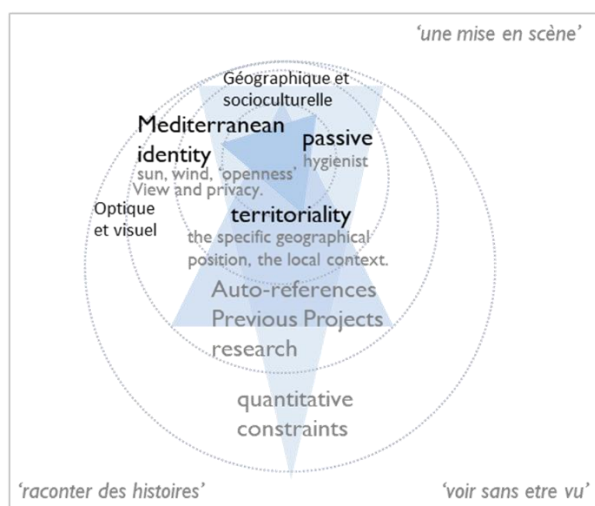 ‘une mise en scène’
Géographique et
socioculturelle
Mediterranean
identity
sun, wind, ‘openness’
View and privacy.
passive
hygienist
Optique
et visuel
territoriality
the specific geographical
position, the local context.
Auto-references
Previous Projects
research
quantitative
constraints
‘raconter des histoires’
‘voir sans etre vu’